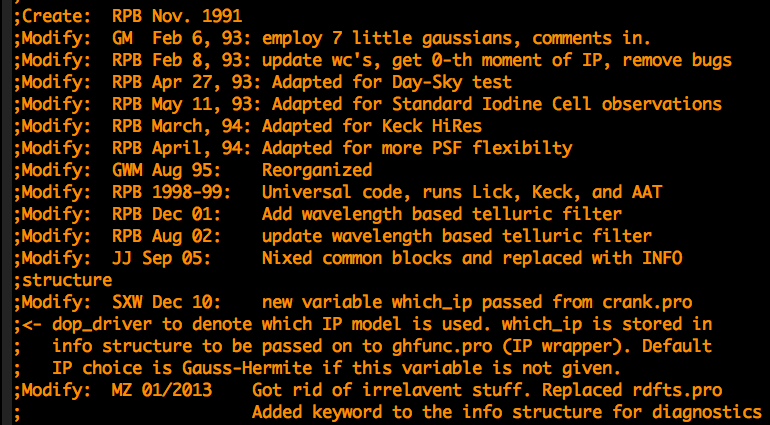 ;Create:  RPB Nov. 1991
;Modify:  GM  Feb 6, 93: employ 7 little gaussians, comments in.
;Modify:  RPB Feb 8, 93: update wc's, get 0-th moment of IP, remove bugs
;Modify:  RPB Apr 27, 93: Adapted for Day-Sky test
;Modify:  RPB May 11, 93: Adapted for Standard Iodine Cell observations
;Modify:  RPB March, 94: Adapted for Keck HiRes
;Modify:  RPB April, 94: Adapted for more PSF flexibilty
;Modify:  GWM Aug 95:    Reorganized
;Modify:  RPB 1998-99:   Universal code, runs Lick, Keck, and AAT
;Modify:  RPB Dec 01:    Add wavelength based telluric filter
;Modify:  RPB Aug 02:    update wavelength based telluric filter
;Modify:  JJ Sep 05:     Nixed common blocks and replaced with INFO
;structure
;Modify:  SXW Dec 10:    new variable which_ip passed from crank.pro
;<- dop_driver to denote which IP model is used. which_ip is stored in
;   info structure to be passed on to ghfunc.pro (IP wrapper). Default
;   IP choice is Gauss-Hermite if this variable is not given.
;Modify:  MZ 01/2013    Got rid of irrelavent stuff. Replaced rdfts.pro
;                       Added keyword to the info structure for diagnostics